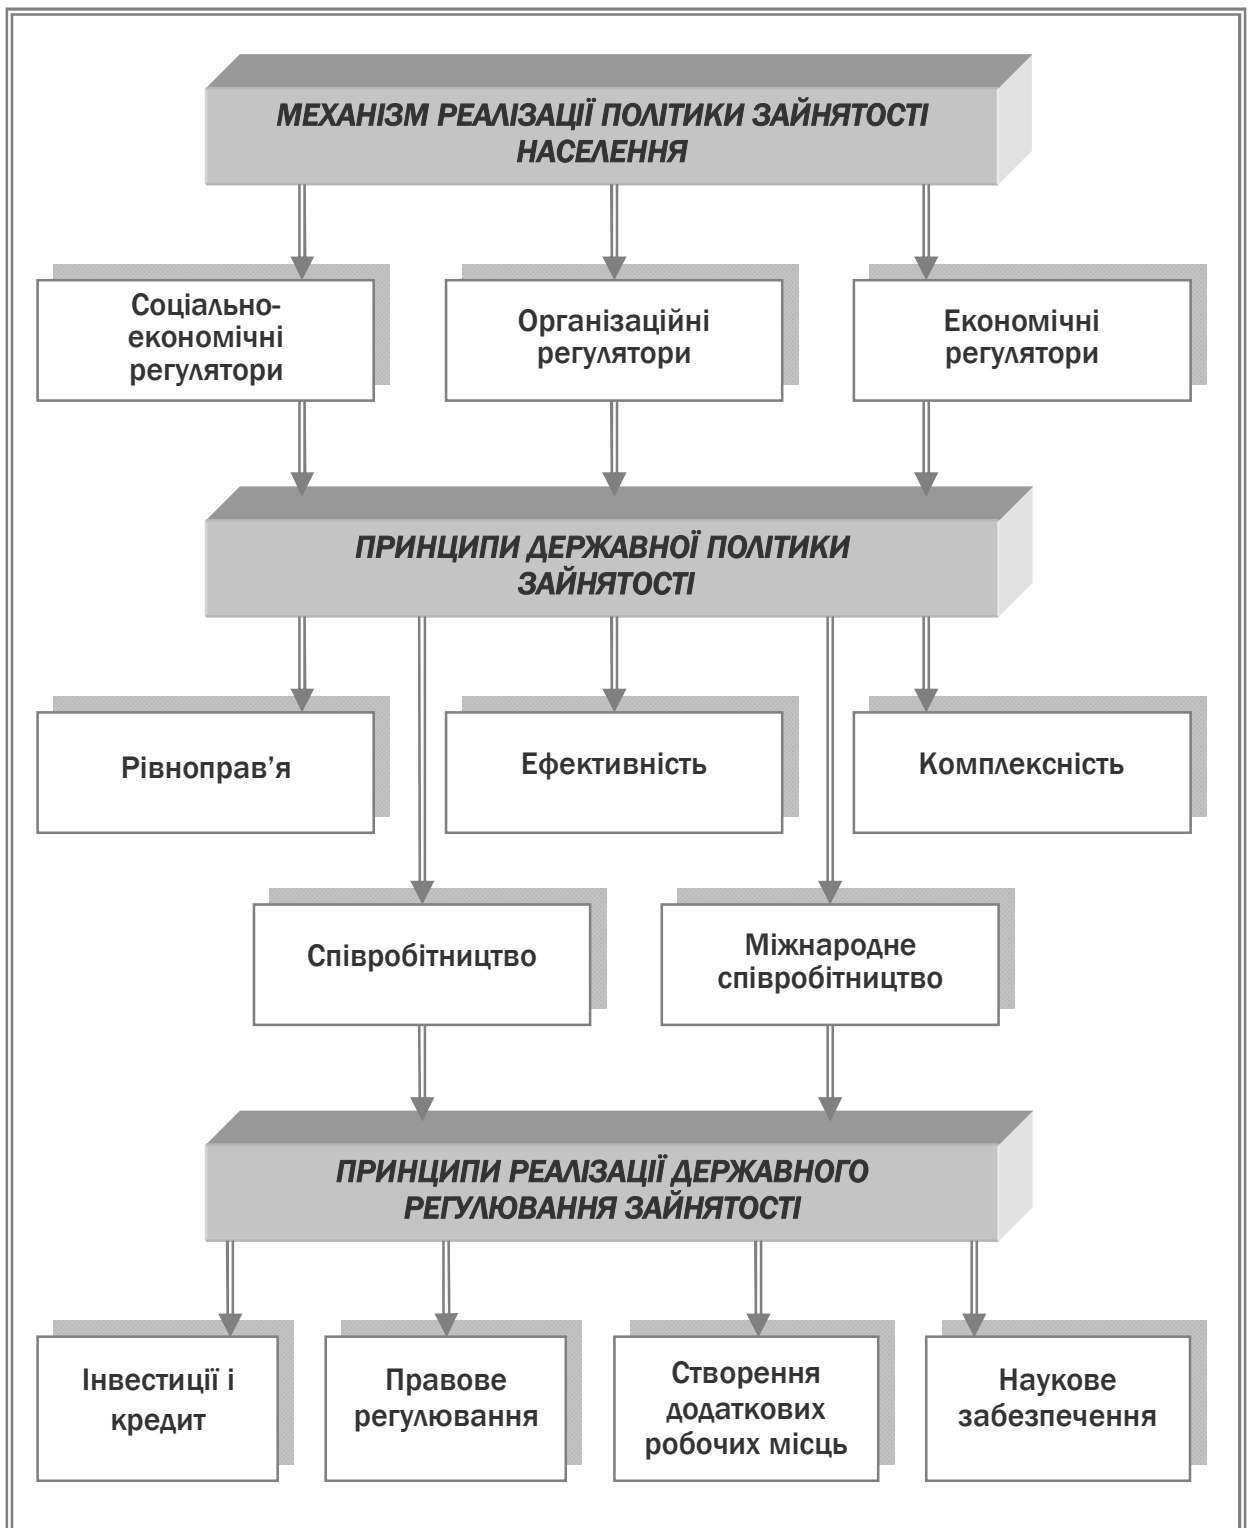 МЕХАНІЗМ РЕАЛІЗАЦІЇ ПОЛІТИКИ ЗАЙНЯТОСТІ
НАСЕЛЕННЯ
Соціально-
економічні
регулятори
Організаційні
регулятори
Економічні
регулятори
ПРИНЦИПИ ДЕРЖАВНОЇ ПОЛІТИКИ
ЗАЙНЯТОСТІ
Рівноправ’я
Ефективність
Комплексність
Співробітництво
Міжнародне
співробітництво
ПРИНЦИПИ РЕАЛІЗАЦІЇ ДЕРЖАВНОГО
РЕГУЛЮВАННЯ ЗАЙНЯТОСТІ
Інвестиції і
кредит
Правове
регулювання
Створення
додаткових
робочих місць
Наукове
забезпечення